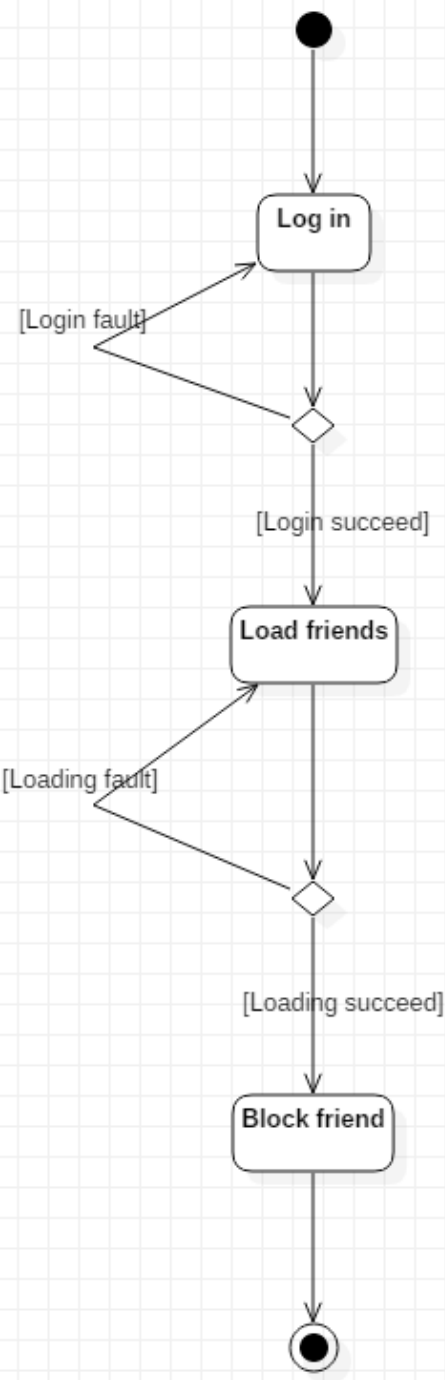 Log in
[Login fault]
[Login succeed]
Load friends
[Loading fault]
[Loading succeed]
Block friend